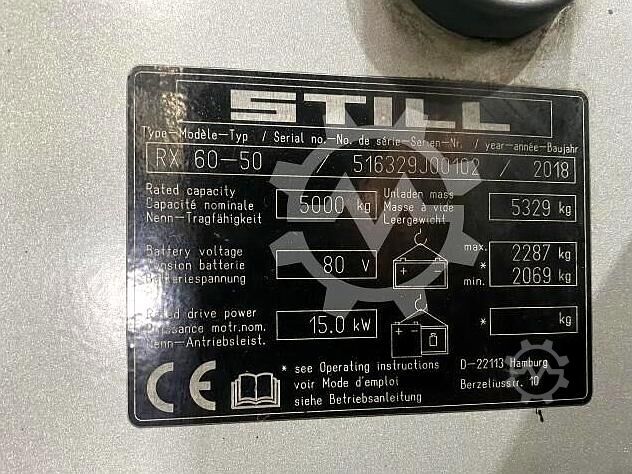 STILL
Type-Modèle-Typ / Serial no.-No. de série-Serien-Nr. / year-année-Baujahr
RX 60-50 / 516329J00102 / 2018
Rated capacity
Capacité nominale
Nenn-Tragfähigkeit
5000 kg
Unladen mass
Masse à vide
Leergewicht
5329 kg
Battery voltage
Tension batterie
Batteriespannung
80 V
max.
*
min.
2287 kg
2069 kg
Rated drive power
Puissance motr.nom.
Nenn-Antriebsleist.
15.0 kW
* kg
* see Operating instructions
voir Mode d'emploi
siehe Betriebsanleitung
D-22113 Hamburg
Berzeliusstr. 10
CE